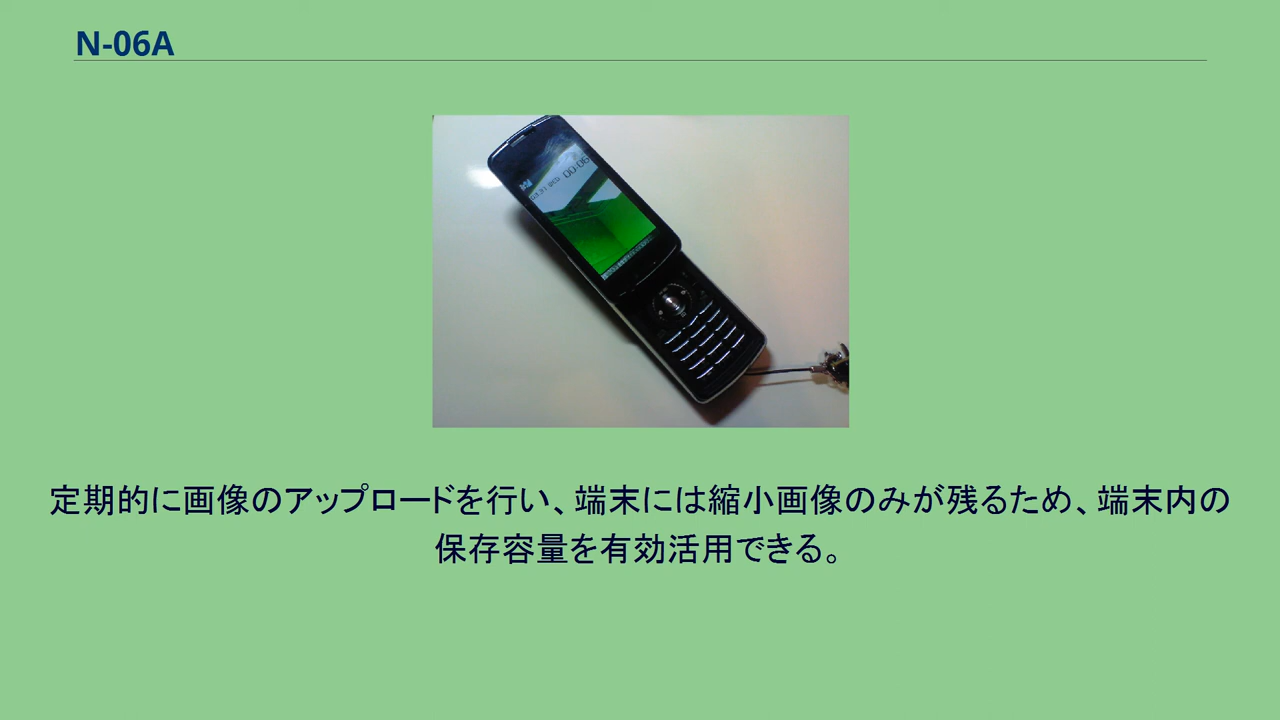 N-06A
00:06
定期的に画像のアップロードを行い、端末には縮小画像のみが残るため、端末内の
保存容量を有効活用できる。